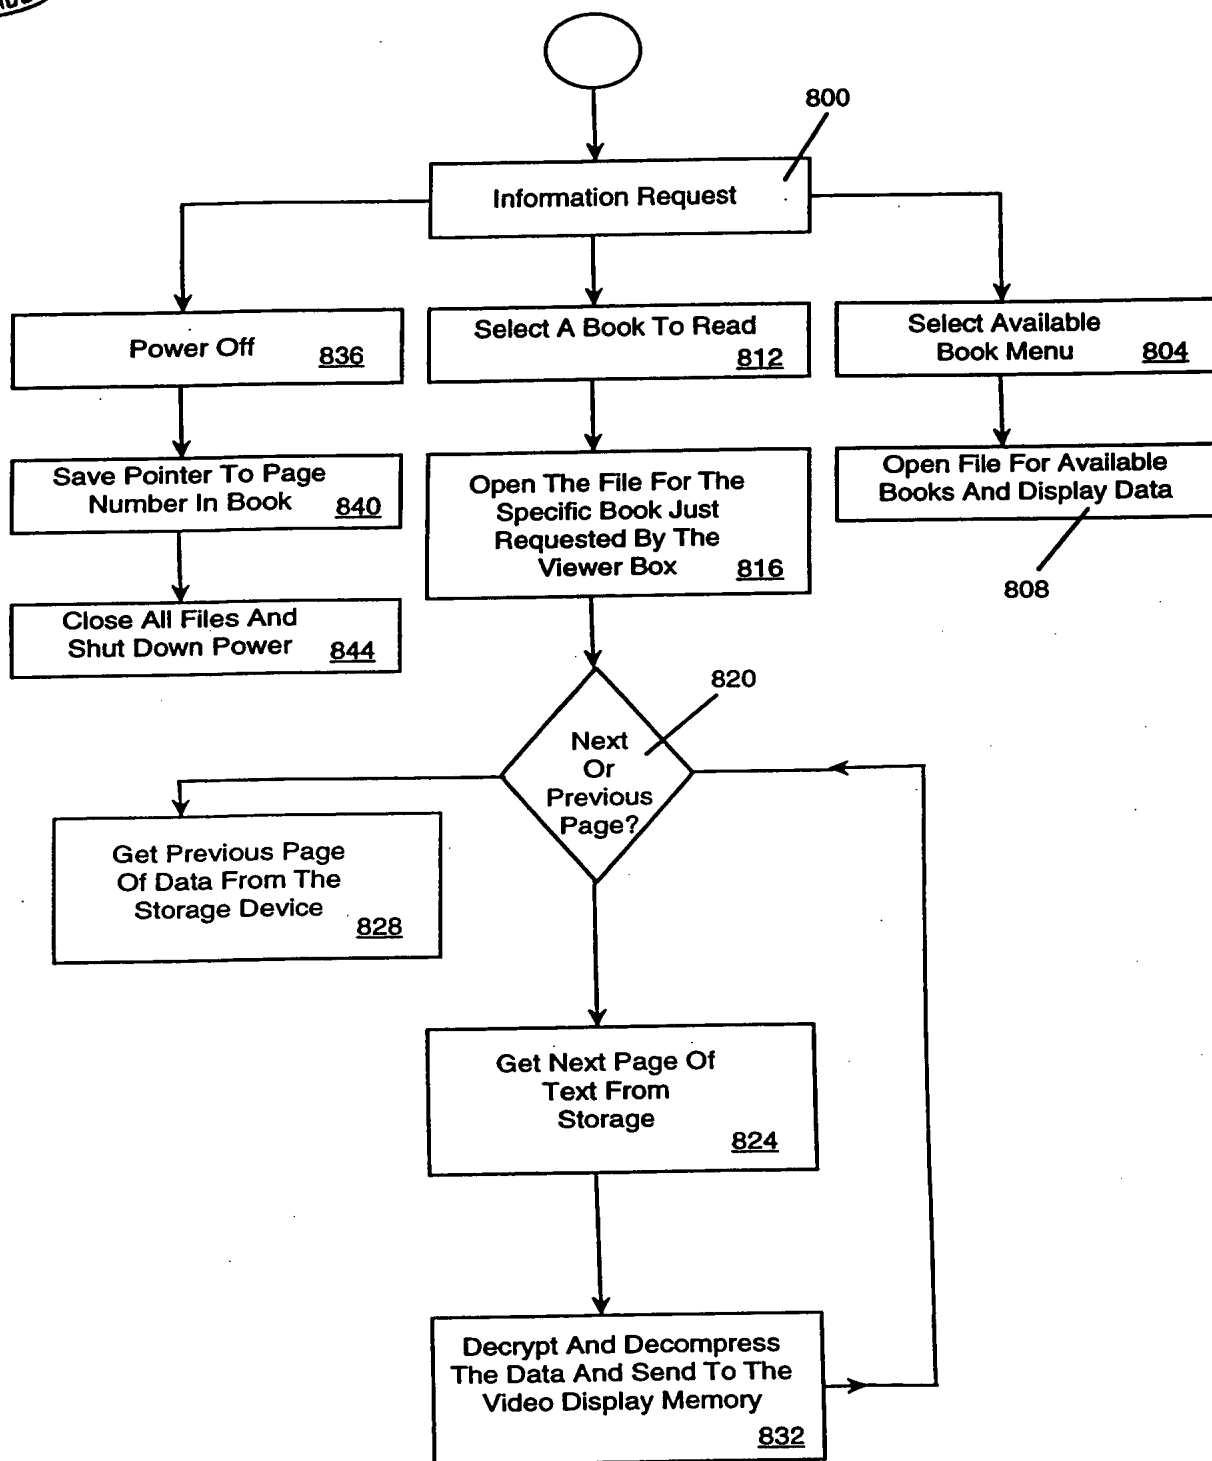 800
Information Request
Power Off 836
Select A Book To Read
812
Select Available
Book Menu 804
Save Pointer To Page
Number In Book 840
Open The File For The
Specific Book Just
Requested By The
Viewer Box 816
Open File For Available
Books And Display Data
808
Close All Files And
Shut Down Power 844
820
Next
Or
Previous
Page?
Get Previous Page
Of Data From The
Storage Device
828
Get Next Page Of
Text From
Storage
824
Decrypt And Decompress
The Data And Send To The
Video Display Memory
832